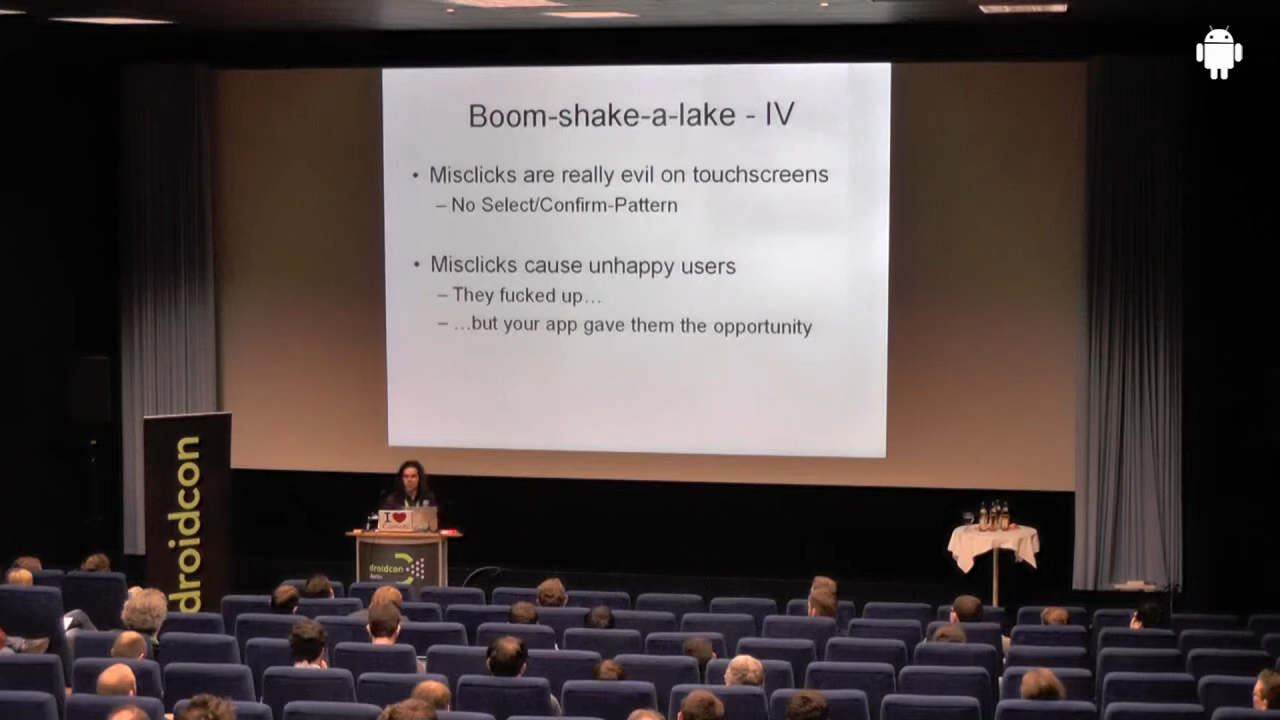 Boom-shake-a-lake - IV
• Misclicks are really evil on touchscreens
– No Select/Confirm-Pattern
• Misclicks cause unhappy users
– They fucked up…
– …but your app gave them the opportunity
droidcon
I ❤
droidcon